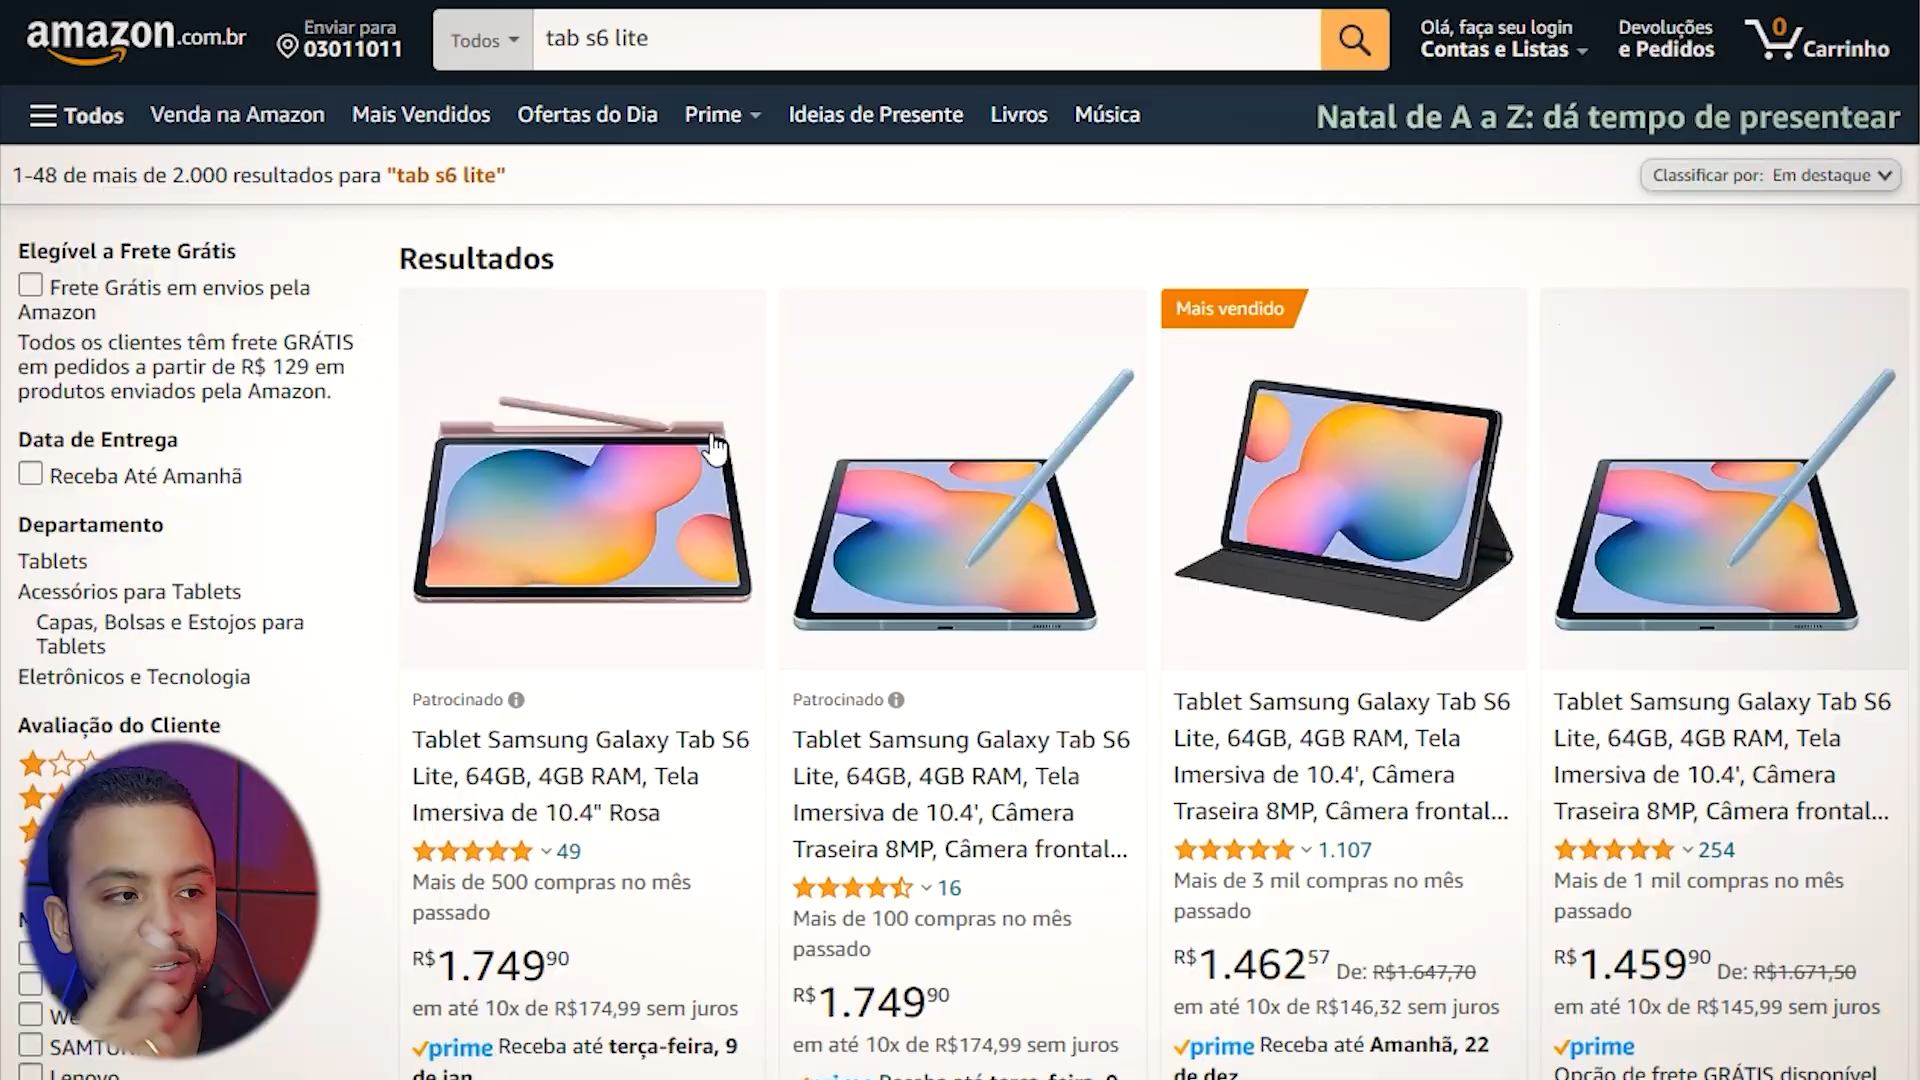 amazon.com.br
Enviar para
03011011
Todos
tab s6 lite
Olá, faça seu login
Contas e Listas
Devoluções
e Pedidos
0
Carrinho
Todos
Venda na Amazon
Mais Vendidos
Ofertas do Dia
Prime
Ideias de Presente
Livros
Música
Natal de A a Z: dá tempo de presentear
1-48 de mais de 2.000 resultados para "tab s6 lite"
Classificar por: Em destaque
Elegível a Frete Grátis
Frete Grátis em envios pela
Amazon
Todos os clientes têm frete GRÁTIS
em pedidos a partir de R$ 129 em
produtos enviados pela Amazon.
Data de Entrega
Receba Até Amanhã
Departamento
Tablets
Acessórios para Tablets
Capas, Bolsas e Estojos para
Tablets
Eletrônicos e Tecnologia
Avaliação do Cliente
Lenovo
Resultados
Patrocinado
Tablet Samsung Galaxy Tab S6
Lite, 64GB, 4GB RAM, Tela
Imersiva de 10.4" Rosa
49
Mais de 500 compras no mês
passado
R$1.74990
em até 10x de R$174,99 sem juros
prime Receba até terça-feira, 9
de jan
Patrocinado
Tablet Samsung Galaxy Tab S6
Lite, 64GB, 4GB RAM, Tela
Imersiva de 10.4', Câmera
Traseira 8MP, Câmera frontal...
16
Mais de 100 compras no mês
passado
R$1.74990
em até 10x de R$174,99 sem juros
Mais vendido
Tablet Samsung Galaxy Tab S6
Lite, 64GB, 4GB RAM, Tela
Imersiva de 10.4', Câmera
Traseira 8MP, Câmera frontal...
1.107
Mais de 3 mil compras no mês
passado
R$1.46257 De: R$1.647,70
em até 10x de R$146,32 sem juros
prime Receba até Amanhã, 22
de dez
Tablet Samsung Galaxy Tab S6
Lite, 64GB, 4GB RAM, Tela
Imersiva de 10.4', Câmera
Traseira 8MP, Câmera frontal...
254
Mais de 1 mil compras no mês
passado
R$1.45990 De: R$1.671,50
em até 10x de R$145,99 sem juros
prime
Opção de frete GRÁTIS disponível